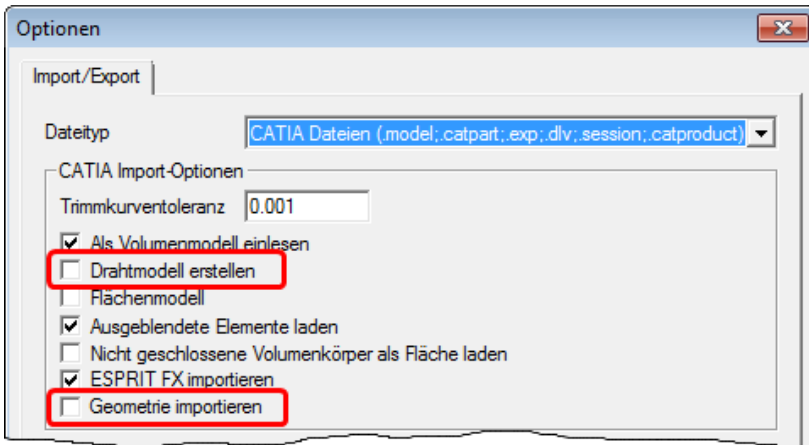 Optionen
Import/Export
Dateityp CATIA Dateien (.model;.catpart;.exp;.dlv;.session;.catproduct)
CATIA Import-Optionen
Trimmkurventoleranz 0.001
Als Volumenmodell einlesen
Drahtmodell erstellen
Flächenmodell
Ausgeblendete Elemente laden
Nicht geschlossene Volumenkörper als Fläche laden
ESPRIT FX importieren
Geometrie importieren